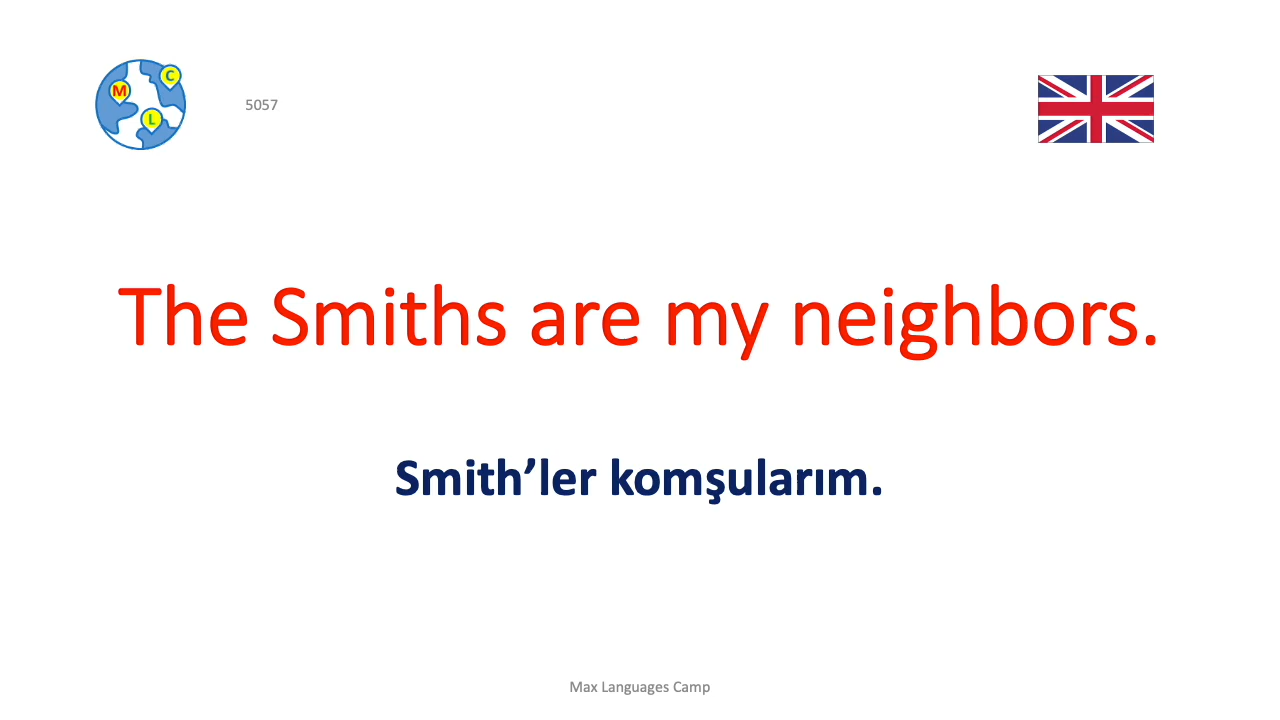 M
C
L
5057
The Smiths are my neighbors.
Smith’ler komşularım.
Max Languages Camp